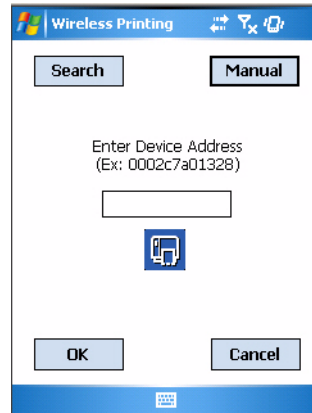 Wireless Printing
Search Manual
Enter Device Address
(Ex: 0002c7a01328)
OK Cancel